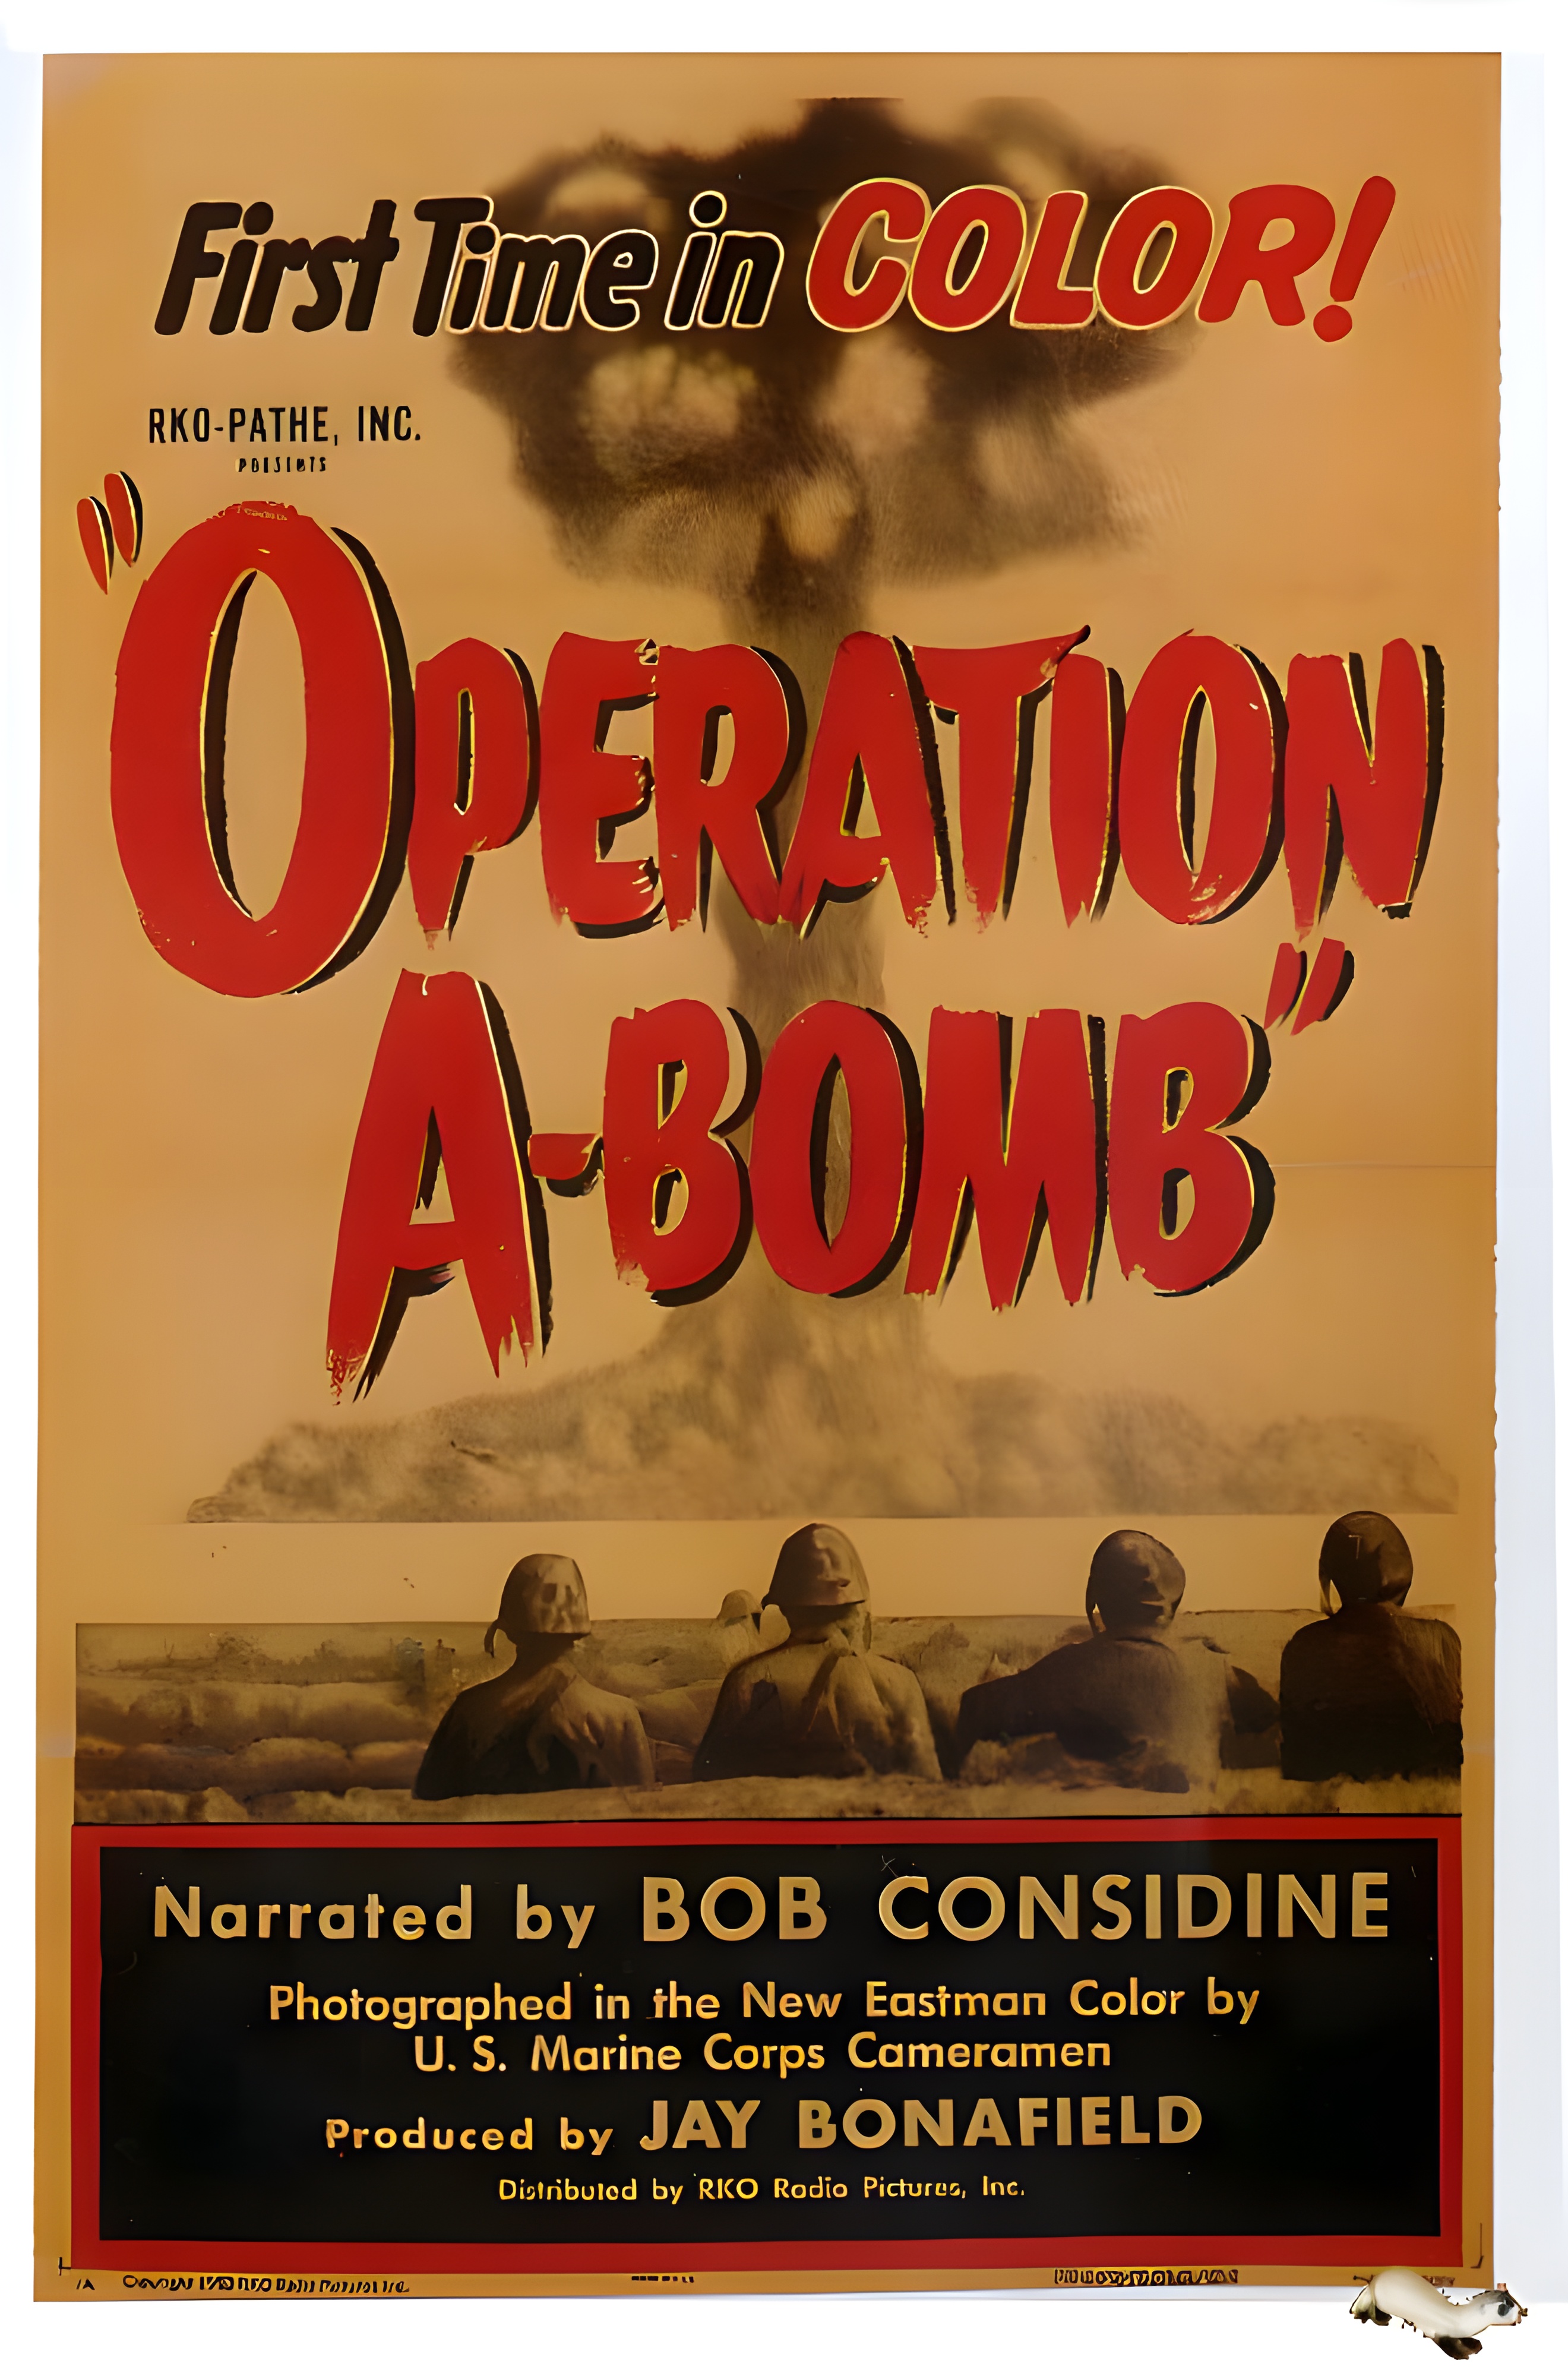 First Time in COLOR!
RKO-PATHE, INC.
"OPERATION
A-BOMB"
Narrated by BOB CONSIDINE
Photographed in the New Eastman Color by
U. S. Marine Corps Cameramen
Produced by JAY BONAFIELD
Distributed by RKO Radio Pictures, Inc.